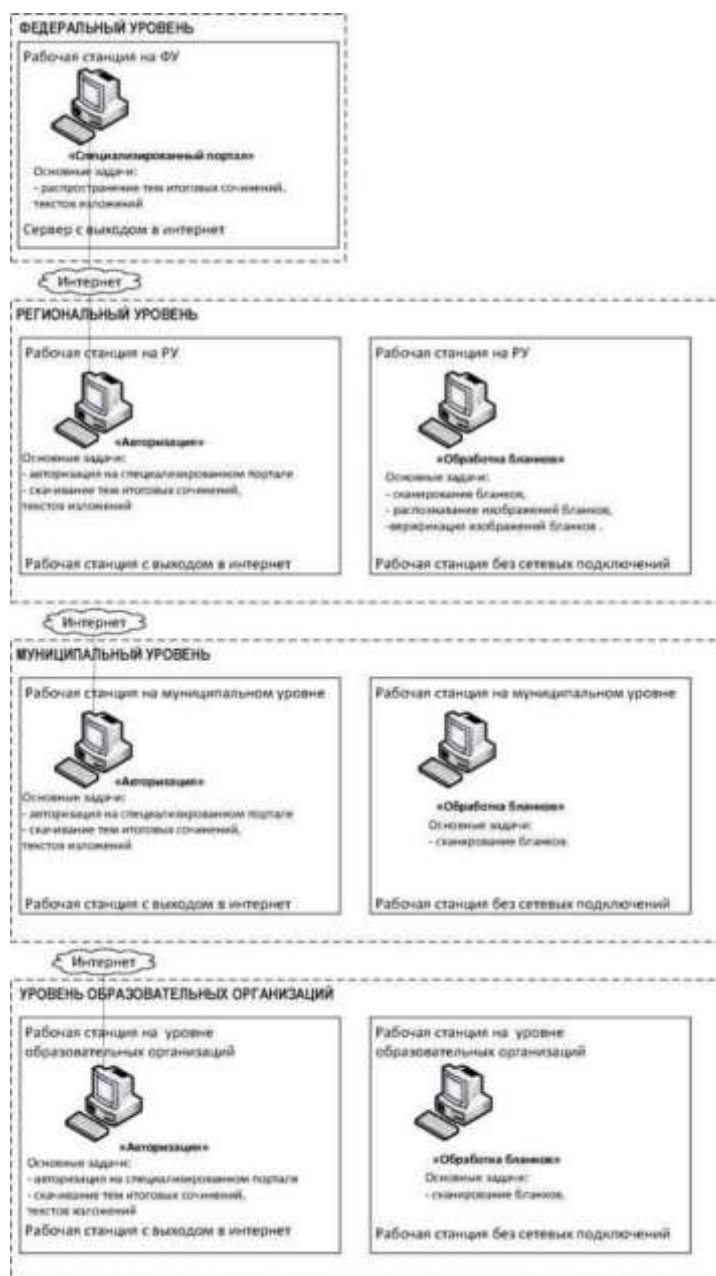 ФЕДЕРАЛЬНЫЙ УРОВЕНЬ
Рабочая станция на ФУ
«Специализированный портал»
Основные задачи:
- распространение тем итоговых сочинений,
текстов изложений
Сервер с выходом в интернет
Интернет
РЕГИОНАЛЬНЫЙ УРОВЕНЬ
Рабочая станция на РУ
«Авторизация»
Основные задачи:
- авторизация на специализированном портале
- скачивание тем итоговых сочинений,
текстов изложений
Рабочая станция с выходом в интернет
Рабочая станция на РУ
«Обработка бланков»
Основные задачи:
- сканирование бланков,
- распознавание изображений бланков,
-верификация изображений бланков .
Рабочая станция без сетевых подключений
Интернет
МУНИЦИПАЛЬНЫЙ УРОВЕНЬ
Рабочая станция на муниципальном уровне
«Авторизация»
Основные задачи:
- авторизация на специализированном портале
- скачивание тем итоговых сочинений,
текстов изложений
Рабочая станция с выходом в интернет
Рабочая станция на муниципальном уровне
«Обработка бланков»
Основные задачи:
- сканирование бланков.
Рабочая станция без сетевых подключений
Интернет
УРОВЕНЬ ОБРАЗОВАТЕЛЬНЫХ ОРГАНИЗАЦИЙ
Рабочая станция на уровне
образовательных организаций
«Авторизация»
Основные задачи:
- авторизация на специализированном портале
- скачивание тем итоговых сочинений,
текстов изложений
Рабочая станция с выходом в интернет
Рабочая станция на уровне
образовательных организаций
«Обработка бланков»
Основные задачи:
- сканирование бланков,
Рабочая станция без сетевых подключений